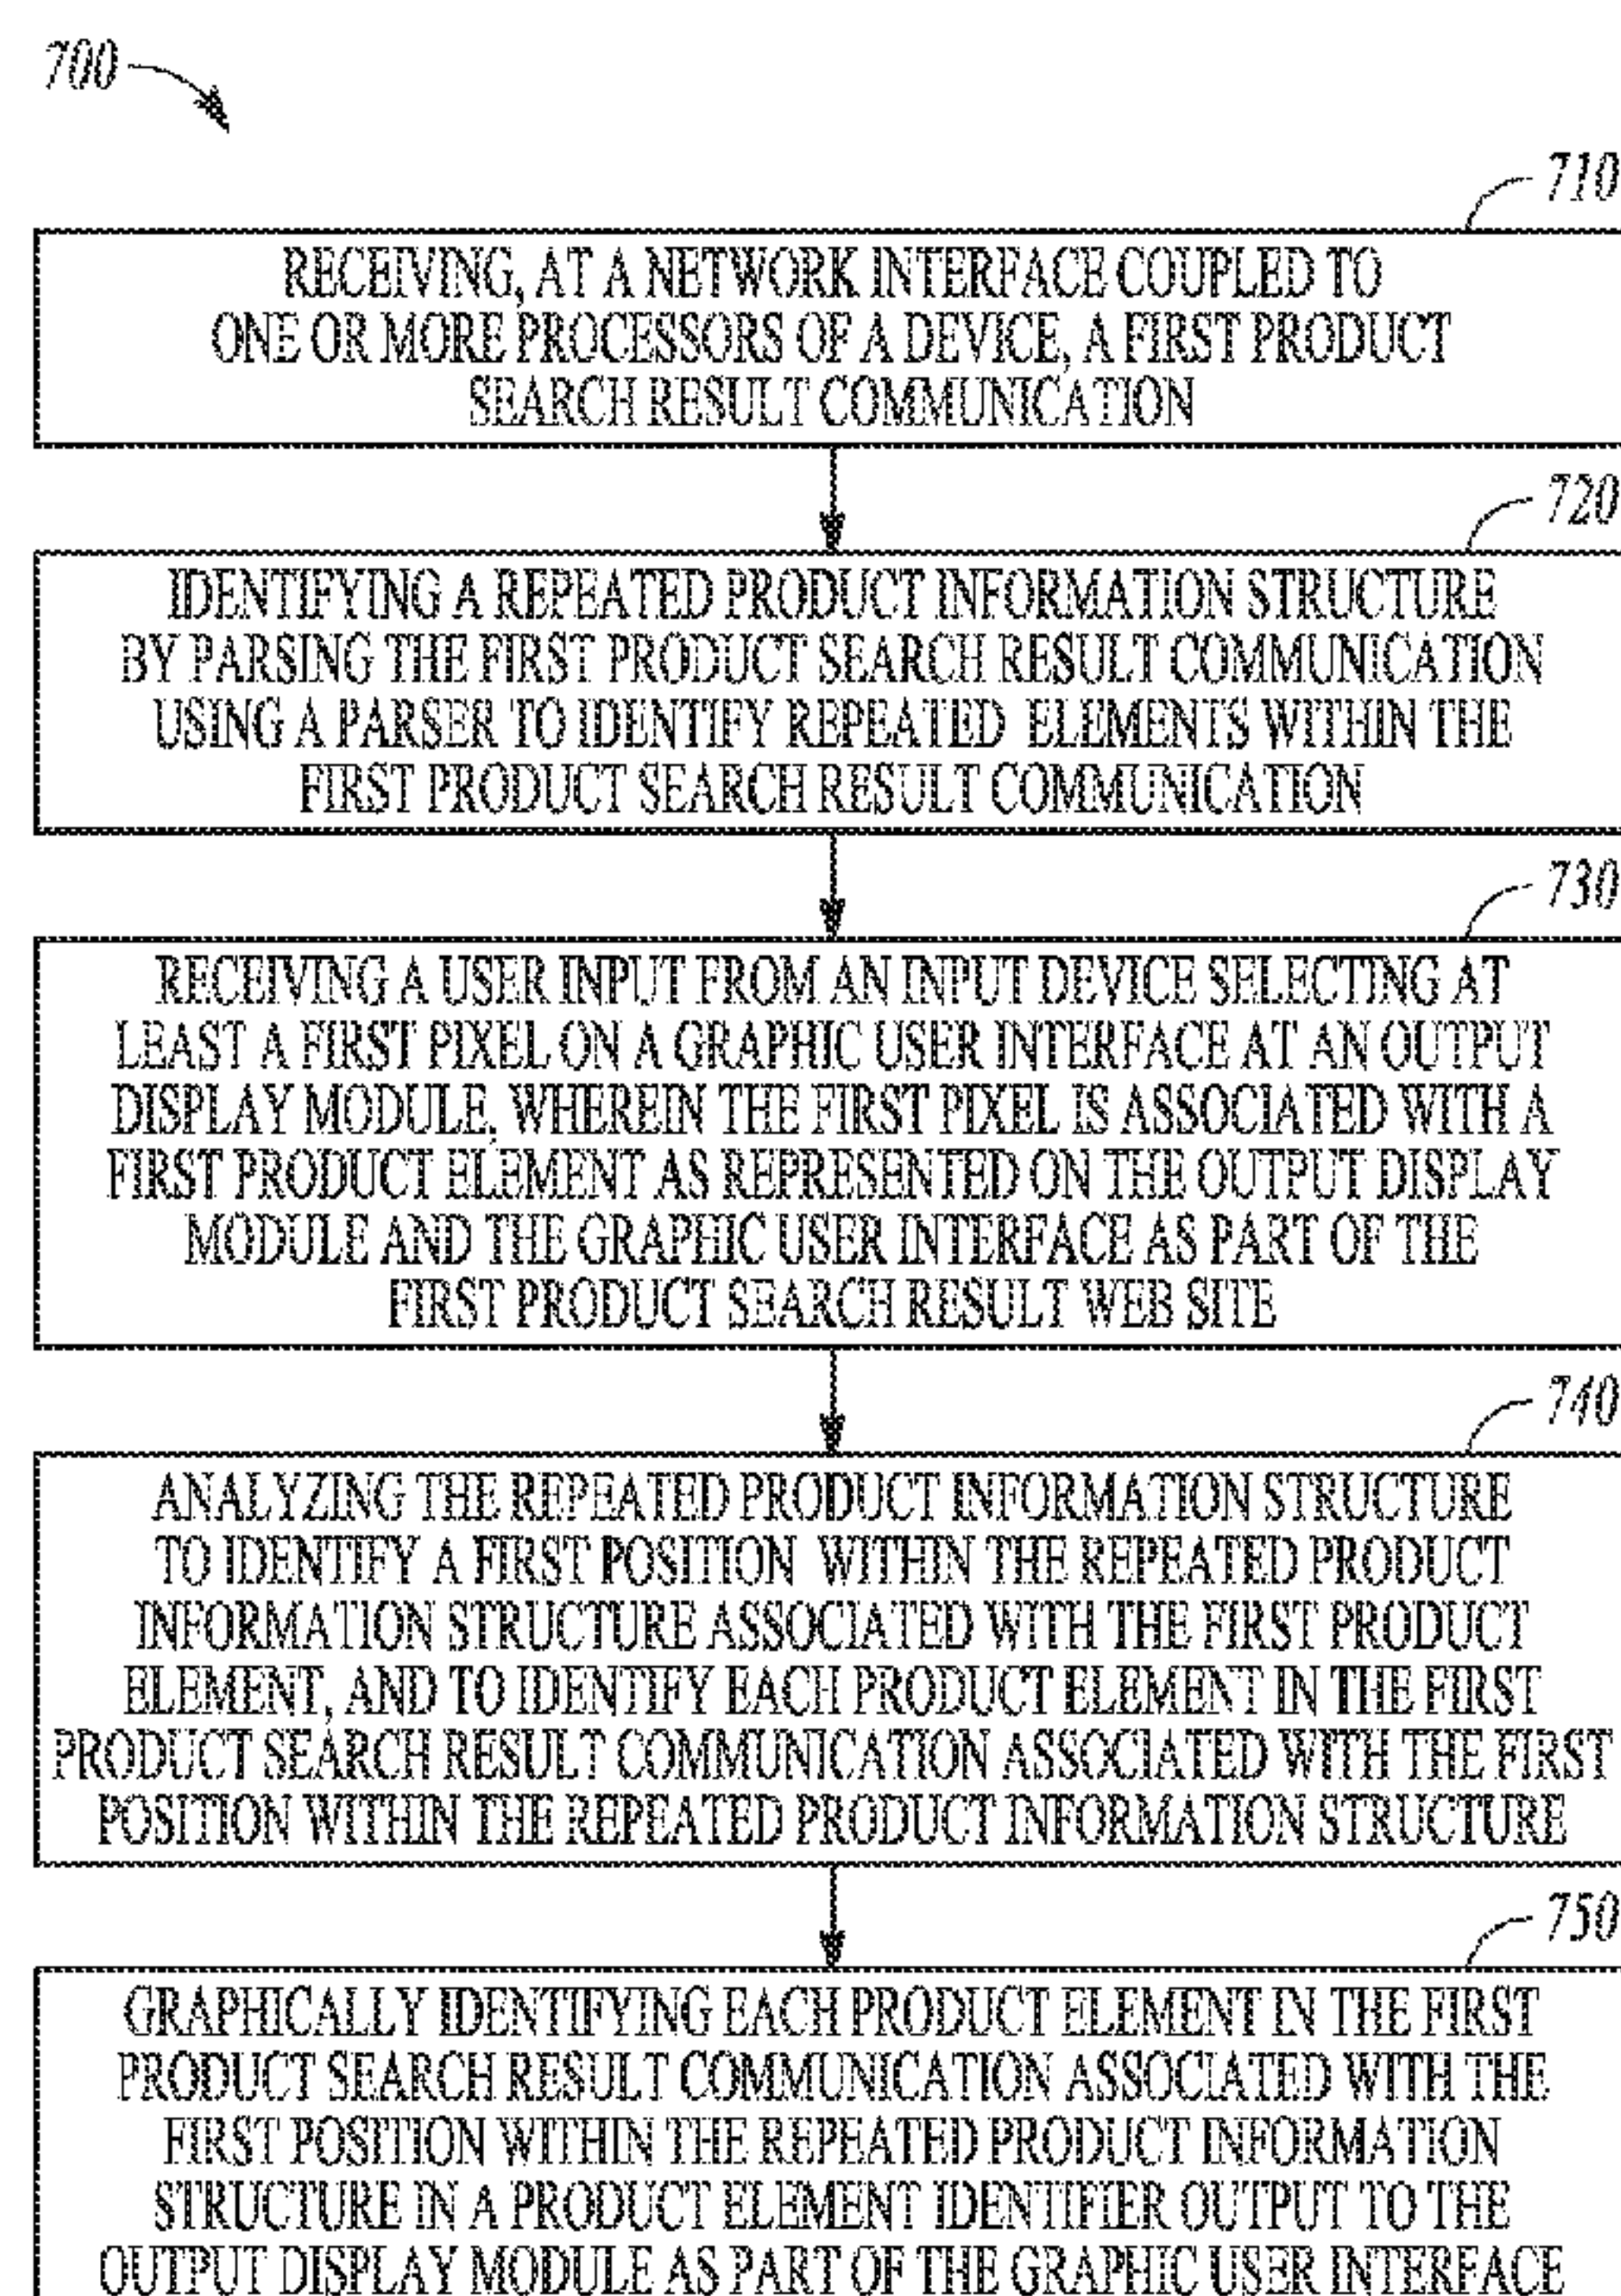 700
710
RECEIVING, AT A NETWORK INTERFACE COUPLED TO
ONE OR MORE PROCESSORS OF A DEVICE, A FIRST PRODUCT
SEARCH RESULT COMMUNICATION
720
IDENTIFYING A REPEATED PRODUCT INFORMATION STRUCTURE
BY PARSING THE FIRST PRODUCT SEARCH RESULT COMMUNICATION
USING A PARSER TO IDENTIFY REPEATED ELEMENTS WITHIN THE
FIRST PRODUCT SEARCH RESULT COMMUNICATION
730
RECEIVING A USER INPUT FROM AN INPUT DEVICE SELECTING AT
LEAST A FIRST PIXEL ON A GRAPHIC USER INTERFACE AT AN OUTPUT
DISPLAY MODULE, WHEREIN THE FIRST PIXEL IS ASSOCIATED WITH A
FIRST PRODUCT ELEMENT AS REPRESENTED ON THE OUTPUT DISPLAY
MODULE AND THE GRAPHIC USER INTERFACE AS PART OF THE
FIRST PRODUCT SEARCH RESULT WEB SITE
740
ANALYZING THE REPEATED PRODUCT INFORMATION STRUCTURE
TO IDENTIFY A FIRST POSITION WITHIN THE REPEATED PRODUCT
INFORMATION STRUCTURE ASSOCIATED WITH THE FIRST PRODUCT
ELEMENT, AND TO IDENTIFY EACH PRODUCT ELEMENT IN THE FIRST
PRODUCT SEARCH RESULT COMMUNICATION ASSOCIATED WITH THE FIRST
POSITION WITHIN THE REPEATED PRODUCT INFORMATION STRUCTURE
750
GRAPHICALLY IDENTIFYING EACH PRODUCT ELEMENT IN THE FIRST
PRODUCT SEARCH RESULT COMMUNICATION ASSOCIATED WITH THE
FIRST POSITION WITHIN THE REPEATED PRODUCT INFORMATION
STRUCTURE IN A PRODUCT ELEMENT IDENTIFIER OUTPUT TO THE
OUTPUT DISPLAY MODULE AS PART OF THE GRAPHIC USER INTERFACE